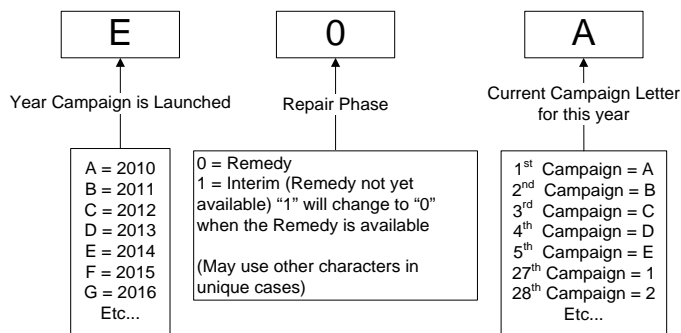 E
0
A
Year Campaign is Launched
Repair Phase
Current Campaign Letter
for this year
A = 2010
B = 2011
C = 2012
D = 2013
E = 2014
F = 2015
G = 2016
Etc...
0 = Remedy
1 = Interim (Remedy not yet
available) “1” will change to “0”
when the Remedy is available
(May use other characters in
unique cases)
1st Campaign = A
2nd Campaign = B
3rd Campaign = C
4th Campaign = D
5th Campaign = E
27th Campaign = 1
28th Campaign = 2
Etc...